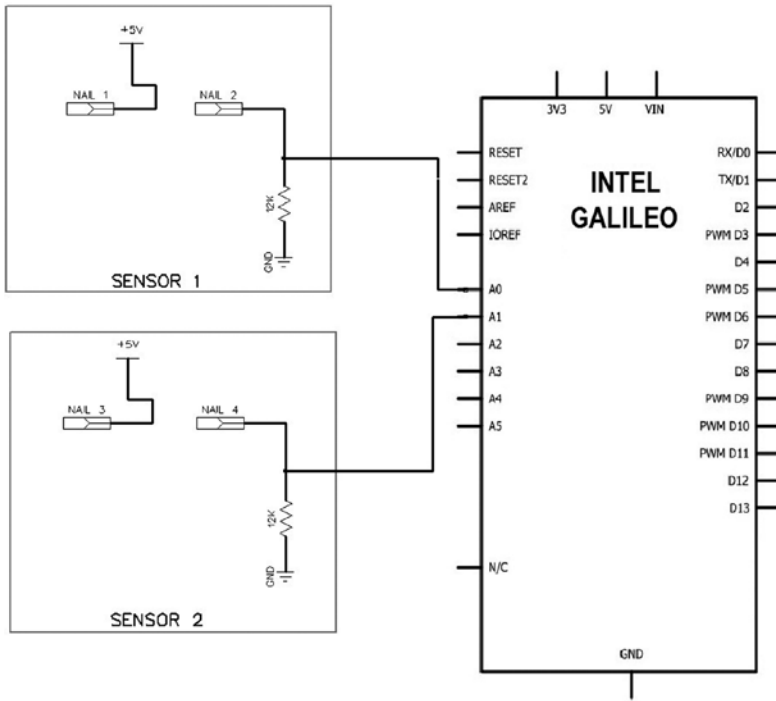 +5V
NAIL 1
NAIL 2
12K
GND
SENSOR 1
+5V
NAIL 3
NAIL 4
12K
GND
SENSOR 2
3V3
5V
VIN
INTEL
GALILEO
RESET
RESET2
AREF
IOREF
A0
A1
A2
A3
A4
A5
N/C
RX/D0
TX/D1
D2
PWM D3
D4
PWM D5
PWM D6
D7
D8
PWM D9
PWM D10
PWM D11
D12
D13
GND